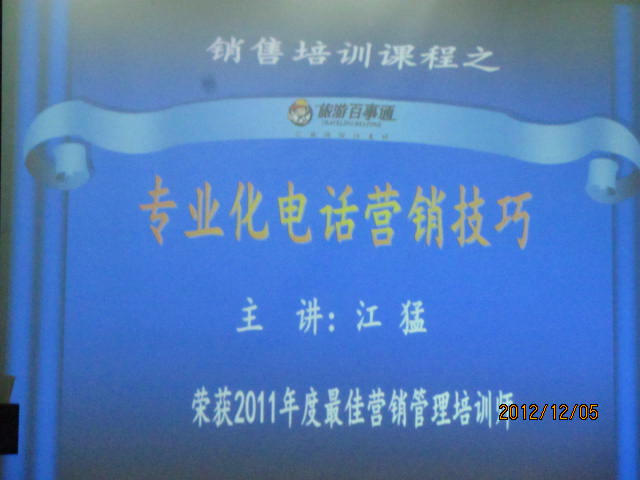 销售培训课程之
旅游百事通
专业化电话营销技巧
主 讲：江 猛
荣获2011年度最佳营销管理培训师
2012/12/05